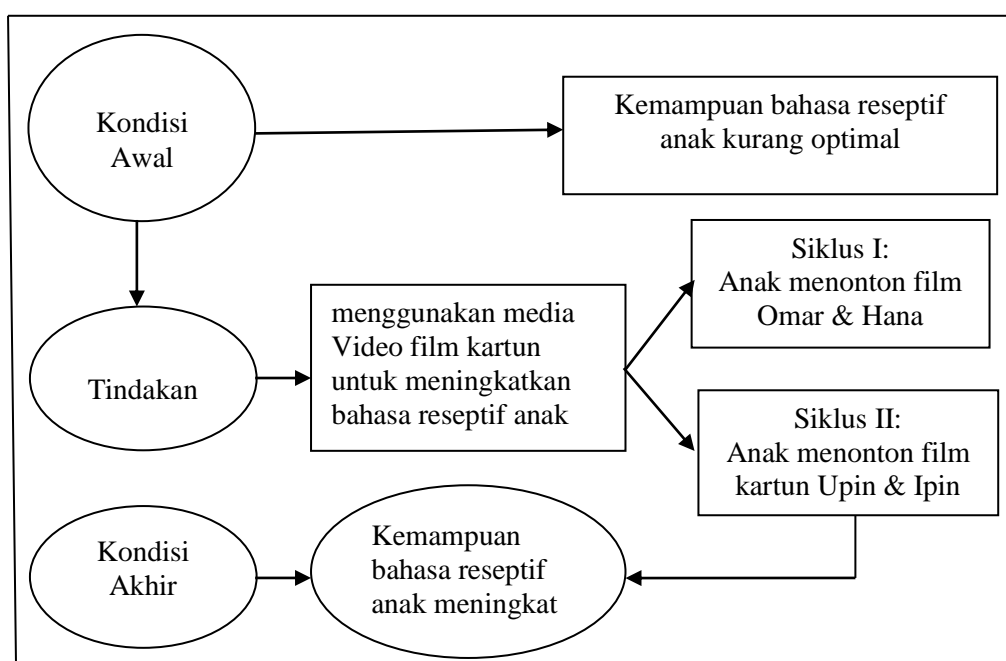 Kondisi
Awal
Kemampuan bahasa reseptif
anak kurang optimal
Tindakan
menggunakan media
Video film kartun
untuk meningkatkan
bahasa reseptif anak
Siklus I:
Anak menonton film
Omar & Hana
Siklus II:
Anak menonton film
kartun Upin & Ipin
Kondisi
Akhir
Kemampuan
bahasa reseptif
anak meningkat